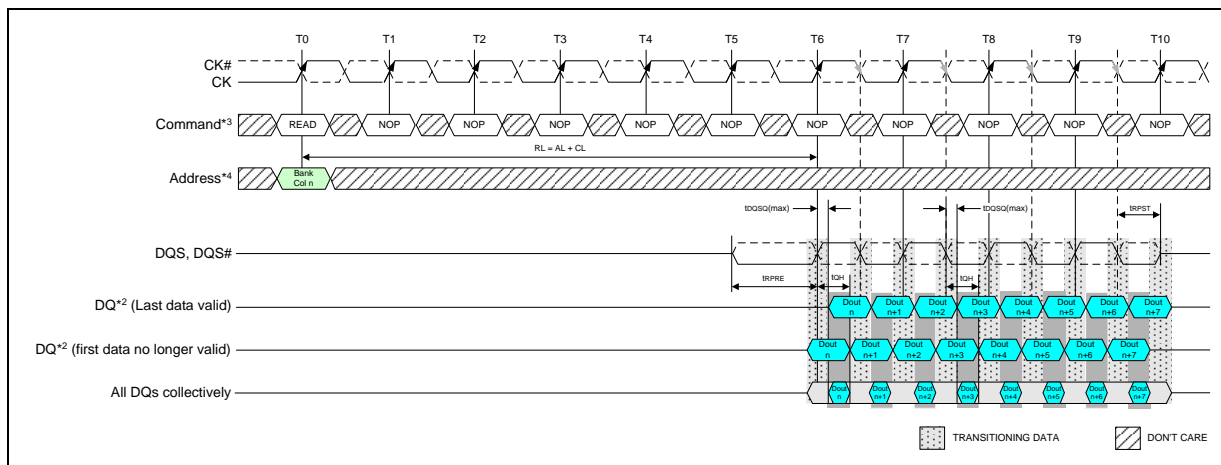 T0 T1 T2 T3 T4 T5 T6 T7 T8 T9 T10
CK#
CK
Command*3 READ NOP NOP NOP NOP NOP NOP NOP NOP NOP NOP
RL = AL + CL
Address*4 Bank
Col n
tDQSQ(max) tDQSQ(max) tRPST
DQS, DQS#
tRPRE tQH tQH
DQ*2 (Last data valid) Dout
n Dout
n+1 Dout
n+2 Dout
n+3 Dout
n+4 Dout
n+5 Dout
n+6 Dout
n+7
DQ*2 (first data no longer valid) Dout
n Dout
n+1 Dout
n+2 Dout
n+3 Dout
n+4 Dout
n+5 Dout
n+6 Dout
n+7
All DQs collectively Dout
n Dout
n+1 Dout
n+2 Dout
n+3 Dout
n+4 Dout
n+5 Dout
n+6 Dout
n+7
TRANSITIONING DATA DON'T CARE